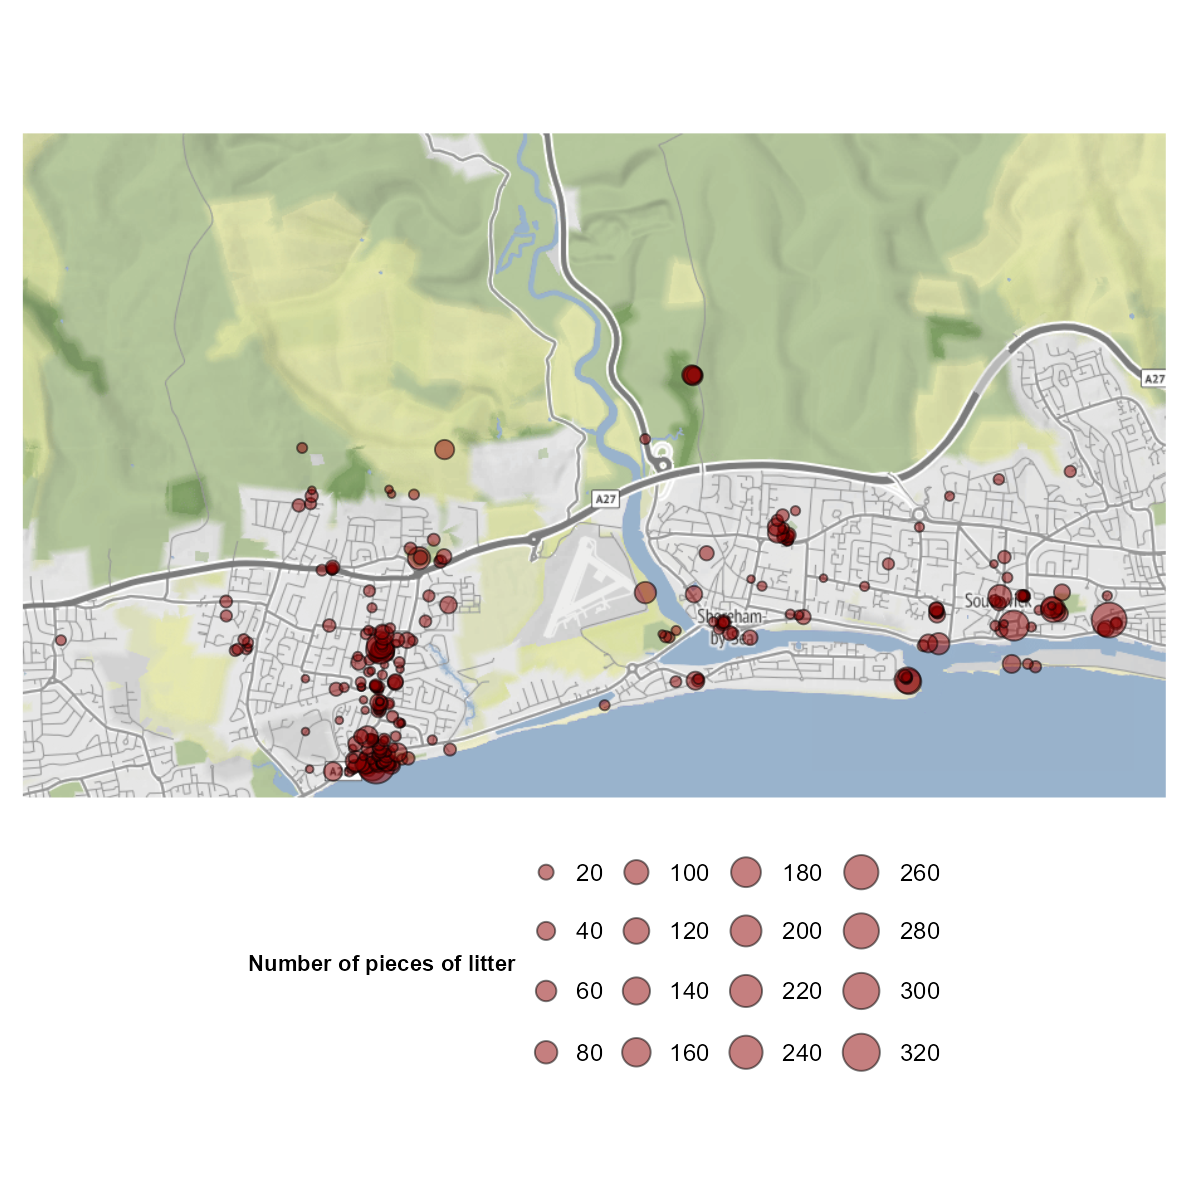 A27
A27
Shoreham-
by-Sea
Southwick
20 100 180 260
40 120 200 280
Number of pieces of litter
60 140 220 300
80 160 240 320